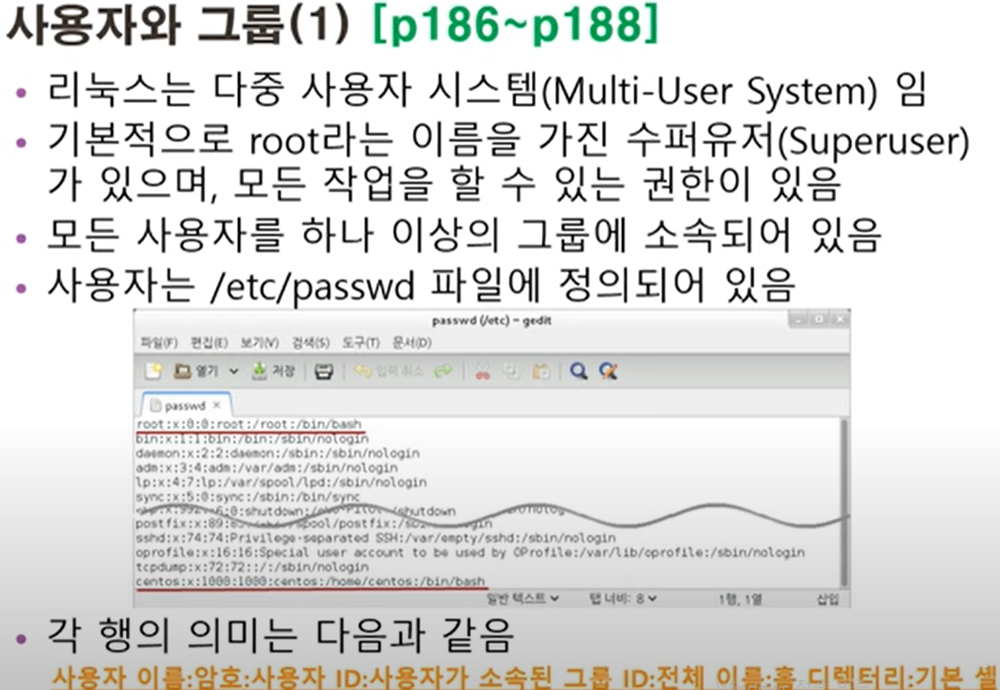 사용자와 그룹(1) [p186~p188]
• 리눅스는 다중 사용자 시스템(Multi-User System) 임
• 기본적으로 root라는 이름을 가진 수퍼유저(Superuser)
가 있으며, 모든 작업을 할 수 있는 권한이 있음
• 모든 사용자를 하나 이상의 그룹에 소속되어 있음
• 사용자는 /etc/passwd 파일에 정의되어 있음
passwd (/etc) - gedit
파일(F) 편집(E) 보기(V) 검색(S) 도구(T) 문서(D)
열기 저장 입력 취소
passwd ×
root:x:0:0:root:/root:/bin/bash
bin:x:1:1:bin:/bin:/sbin/nologin
daemon:x:2:2:daemon:/sbin:/sbin/nologin
adm:x:3:4:adm:/var/adm:/sbin/nologin
lp:x:4:7:lp:/var/spool/lpd:/sbin/nologin
sync:x:5:0:sync:/sbin:/bin/sync
6:0:shutdown: /shutdown
postfix:x:89: /spool/postfix:
sshd:x:74:74:Privilege-separated SSH:/var/empty/sshd:/sbin/nologin
oprofile:x:16:16:Special user account to be used by OProfile:/var/lib/oprofile:/sbin/nologin
tcpdump:x:72:72::/:/sbin/nologin
centos:x:1000:1000:centos:/home/centos:/bin/bash
일반 텍스트 탭 너비: 8 1행, 1열 삽입
• 각 행의 의미는 다음과 같음
사용자 이름:암호:사용자 ID:사용자가 소속된 그룹 ID:전체 이름:홈 디렉터리:기본 셸